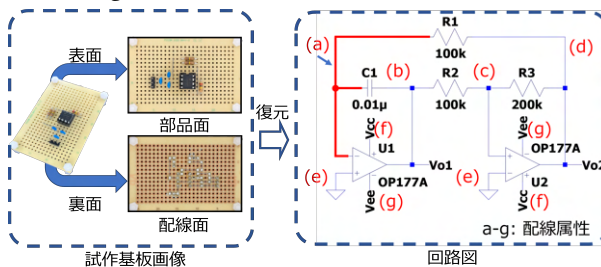 表面
部品面
裏面
配線面
試作基板画像
復元
R1
100k
(a)
(d)
(b)
(c)
C1
R2
R3
0.01µ
100k
200k
Vcc
(f)
Vee
(g)
U1
OP177A
OP177A
(e)
Vo1
(e)
Vo2
Vee
(g)
U2
Vcc
(f)
a-g: 配線属性
回路図